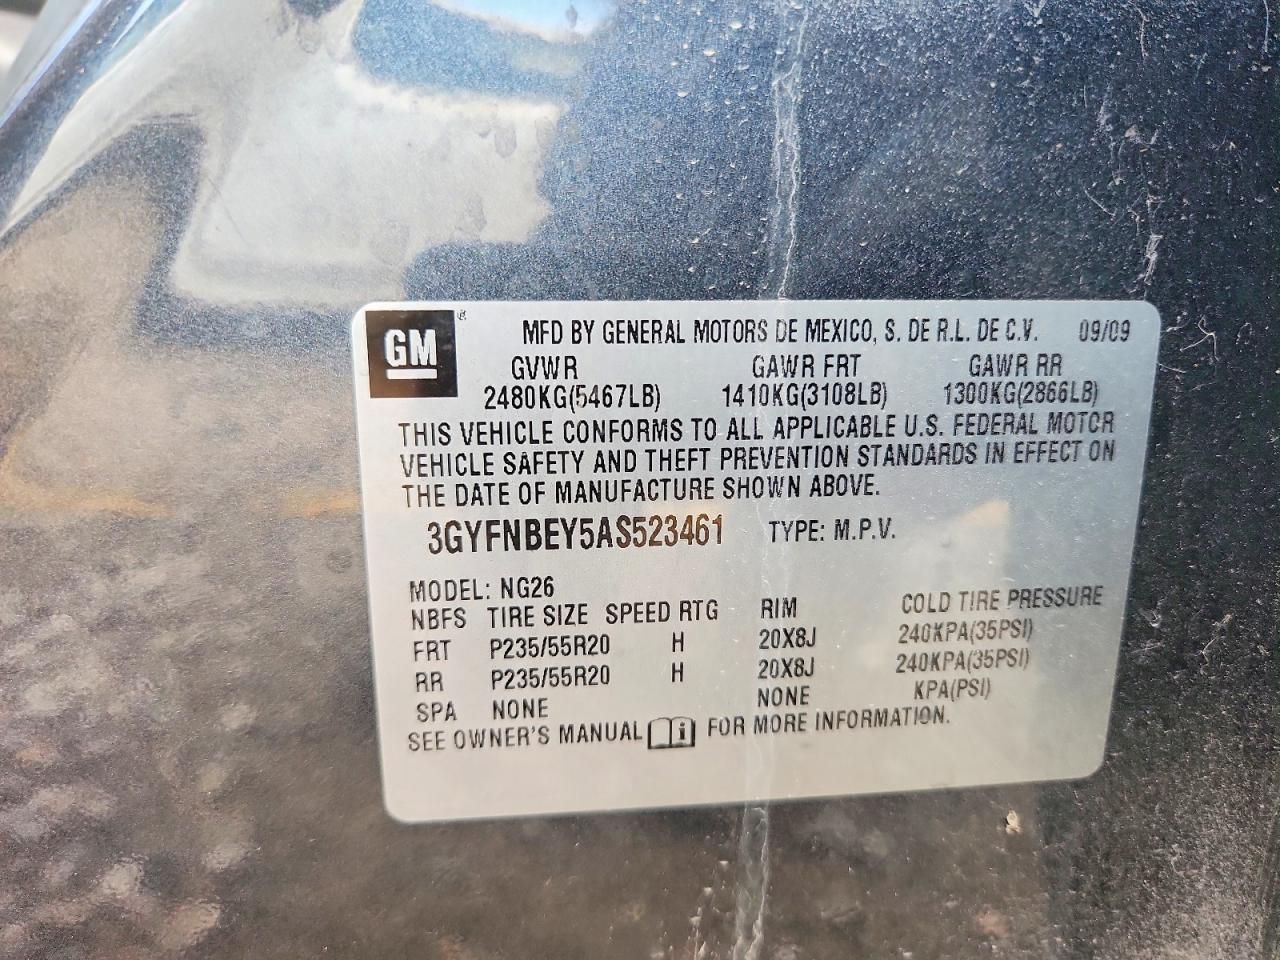 GM ® MFD BY GENERAL MOTORS DE MEXICO, S. DE R.L. DE C.V. 09/09
GVWR GAWR FRT GAWR RR
2480KG(5467LB) 1410KG(3108LB) 1300KG(2866LB)
THIS VEHICLE CONFORMS TO ALL APPLICABLE U.S. FEDERAL MOTOR
VEHICLE SAFETY AND THEFT PREVENTION STANDARDS IN EFFECT ON
THE DATE OF MANUFACTURE SHOWN ABOVE.
3GYFNBEY5AS523461 TYPE: M.P.V.
MODEL: NG26
NBFS TIRE SIZE SPEED RTG RIM COLD TIRE PRESSURE
FRT P235/55R20 H 20X8J 240KPA(35PSI)
RR P235/55R20 H 20X8J 240KPA(35PSI)
SPA NONE NONE KPA(PSI)
SEE OWNER'S MANUAL i FOR MORE INFORMATION.